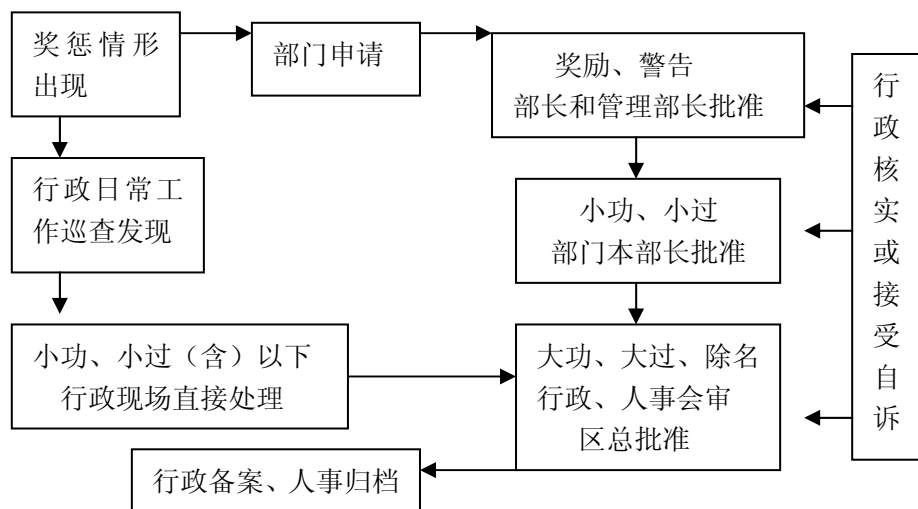 奖惩情形
出现
部门申请
奖励、警告
部长和管理部长批准
行政日常工
作巡查发现
小功、小过
部门本部长批准
小功、小过（含）以下
行政现场直接处理
大功、大过、除名
行政、人事会审
区总批准
行政备案、人事归档
行
政
核
实
或
接
受
自
诉